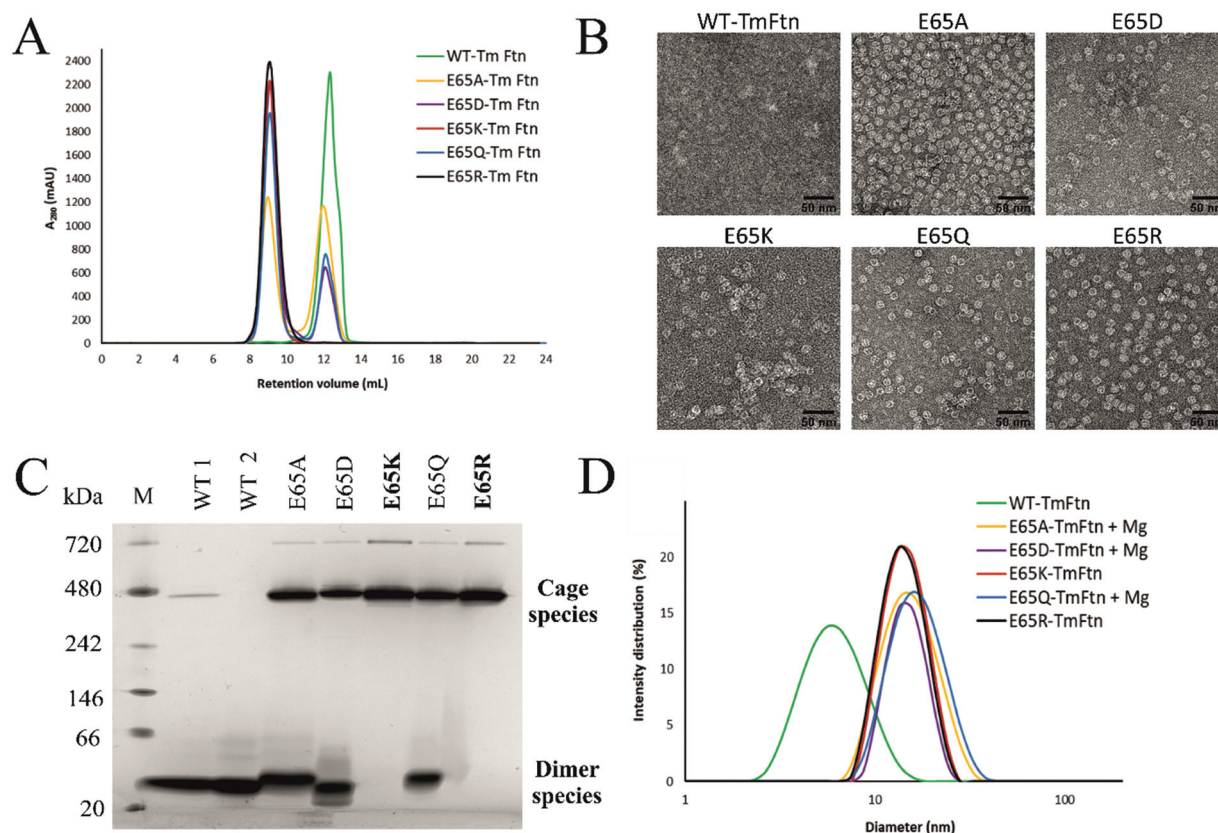 A
WT-Tm Ftn
E65A-Tm Ftn
E65D-Tm Ftn
E65K-Tm Ftn
E65Q-Tm Ftn
E65R-Tm Ftn
2400
2200
2000
1800
1600
1400
1200
1000
800
600
400
200
0
A280 (mAU)
0 2 4 6 8 10 12 14 16 18 20 22 24
Retention volume (mL)
B
WT-TmFtn E65A E65D
50 nm 50 nm 50 nm
E65K E65Q E65R
50 nm 50 nm 50 nm
C
kDa M WT 1 WT 2 E65A E65D E65K E65Q E65R
720
480
242
146
66
20
Cage
species
Dimer
species
D
WT-TmFtn
E65A-TmFtn + Mg
E65D-TmFtn + Mg
E65K-TmFtn
E65Q-TmFtn + Mg
E65R-TmFtn
20
15
10
5
0
Intensity distribution (%)
1 10 100
Diameter (nm)